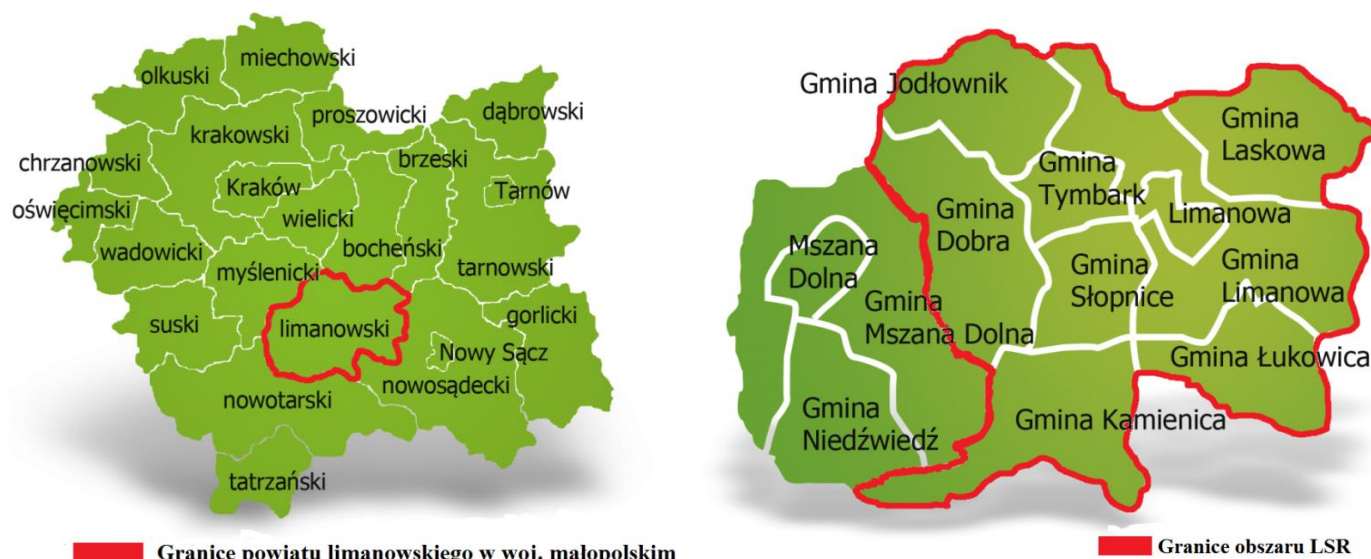 miechowski
olkuski
proszowicki
dąbrowski
krakowski
chrzanowski
brzeski
Kraków
Tarnów
oświęcimski
wielicki
wadowicki
bocheński
myślenicki
tarnowski
suski
limanowski
gorlicki
Nowy Sącz
nowosądecki
nowotarski
tatrzański
Granice powiatu limanowskiego w woj. małopolskim
Gmina Jodłownik
Gmina
Laskowa
Gmina
Tymbark
Limanowa
Gmina
Dobra
Mszana
Dolna
Gmina
Słopnice
Gmina
Limanowa
Gmina
Mszana Dolna
Gmina Łukowica
Gmina
Niedźwiedź
Gmina Kamienica
Granice obszaru LSR